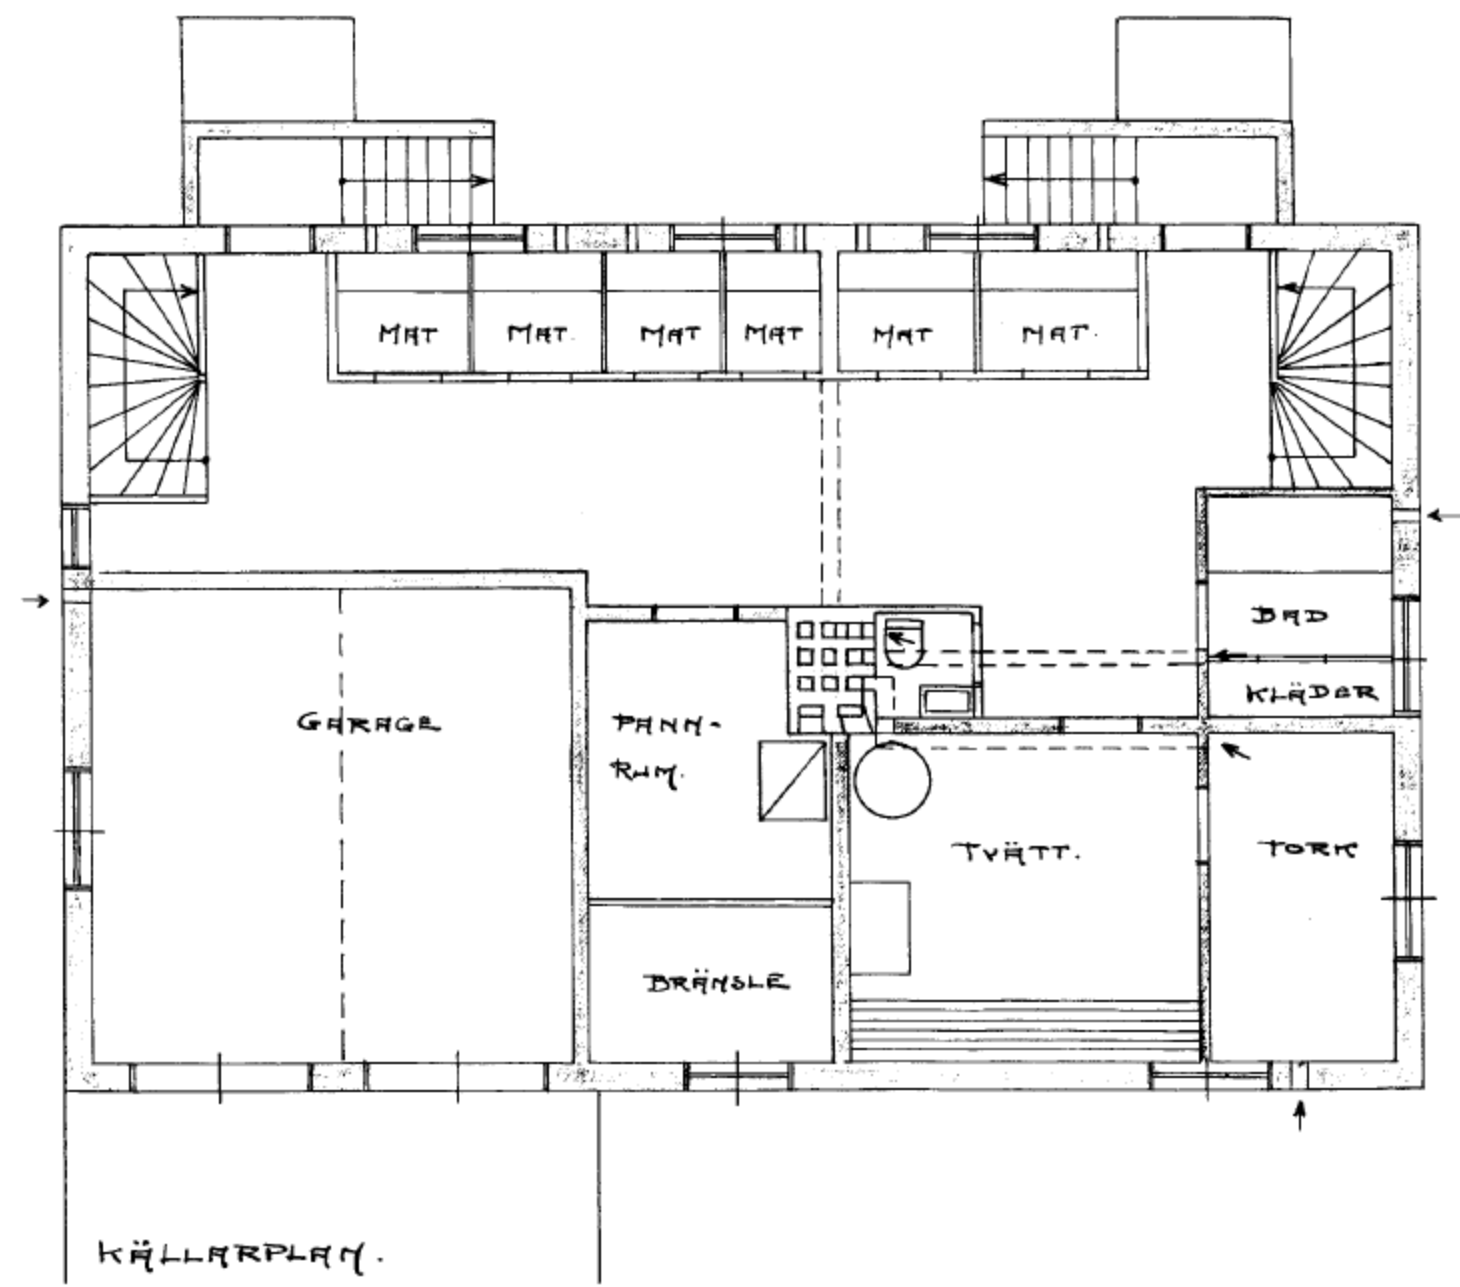 MAT MAT. MAT MAT MAT MAT.
BAD
KLÄDER
GARAGE
PANN-
RUM.
TVÄTT.
TORK
BRÄNSLE
KÄLLARPLAN.